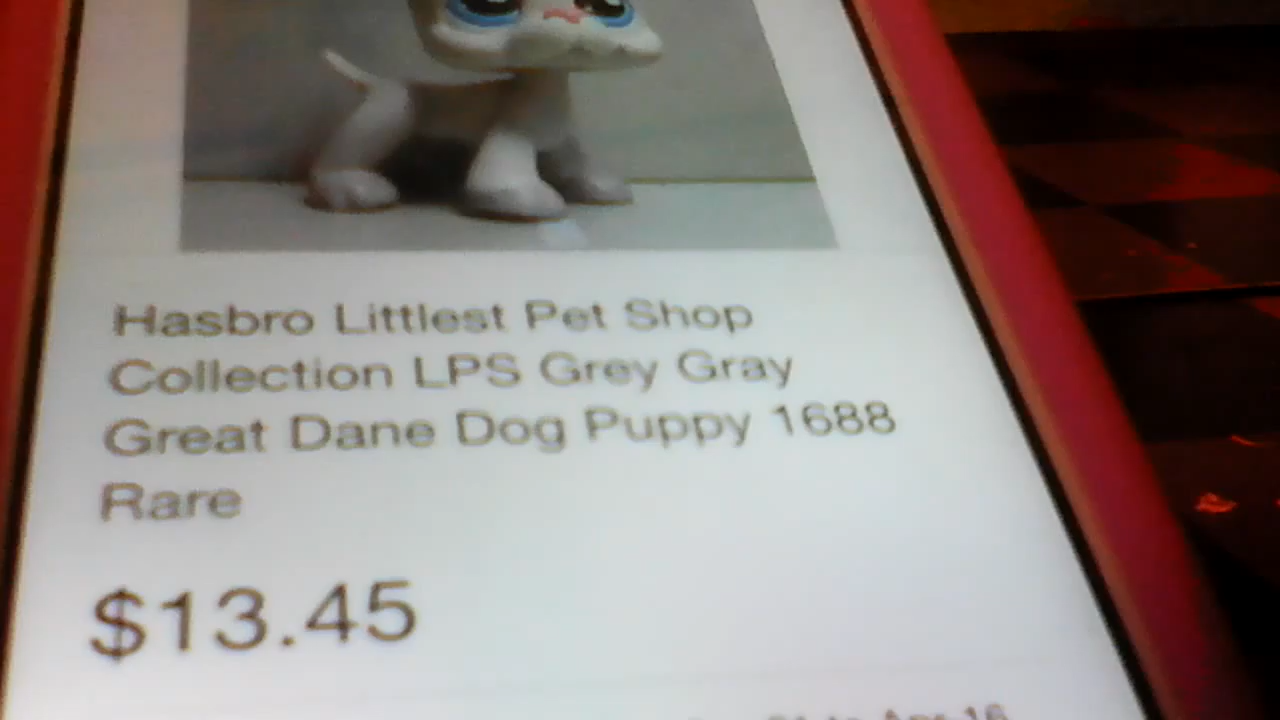 Hasbro Littlest Pet Shop
Collection LPS Grey Gray
Great Dane Dog Puppy 1688
Rare
$13.45